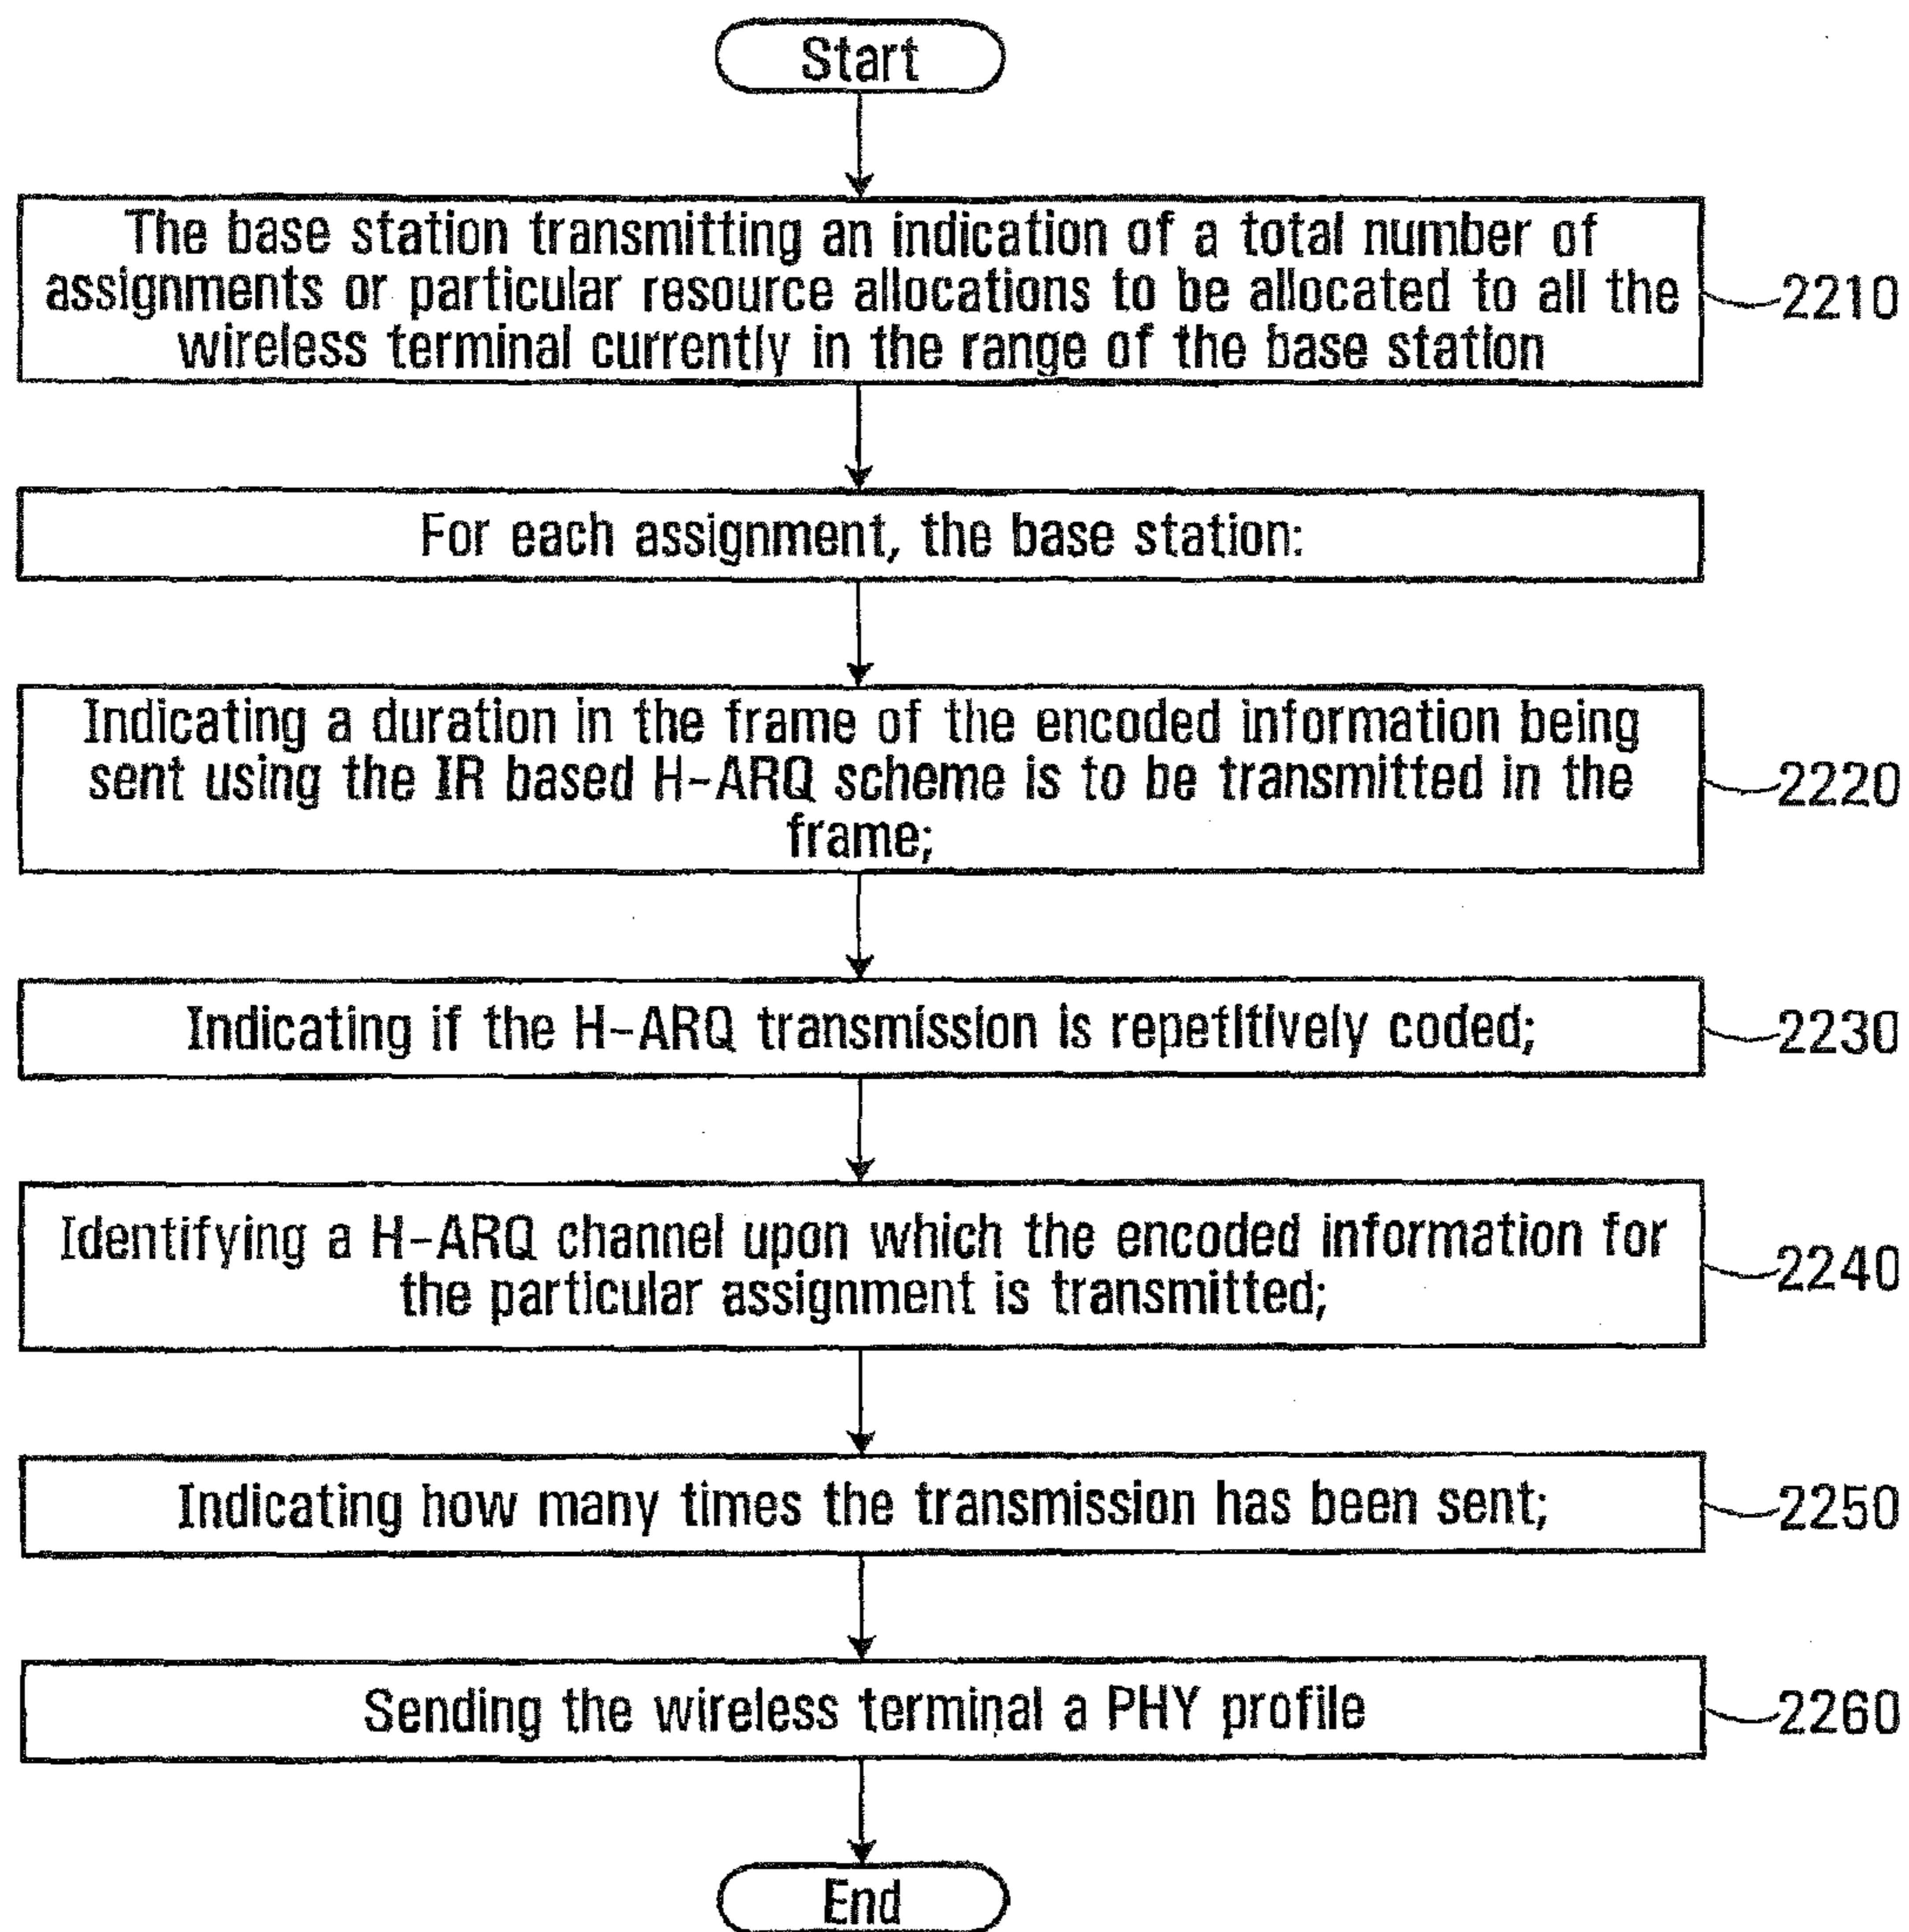 Start
The base station transmitting an indication of a total number of
assignments or particular resource allocations to be allocated to all the
wireless terminal currently in the range of the base station
2210
For each assignment, the base station:
Indicating a duration in the frame of the encoded information being
sent using the IR based H-ARQ scheme is to be transmitted in the
frame;
2220
Indicating if the H-ARQ transmission is repetitively coded;
2230
Identifying a H-ARQ channel upon which the encoded information for
the particular assignment is transmitted;
2240
Indicating how many times the transmission has been sent;
2250
Sending the wireless terminal a PHY profile
2260
End